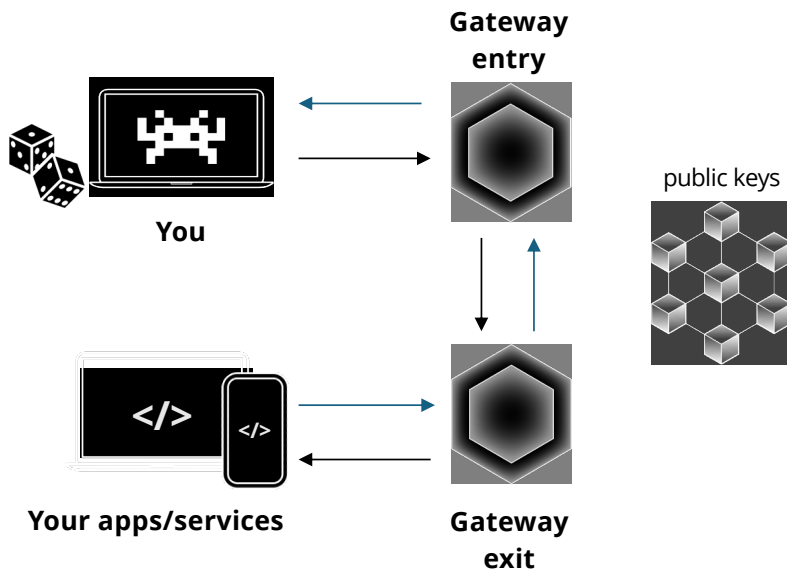 Gateway
entry
public keys
You
</>
</>
Your apps/services
Gateway
exit